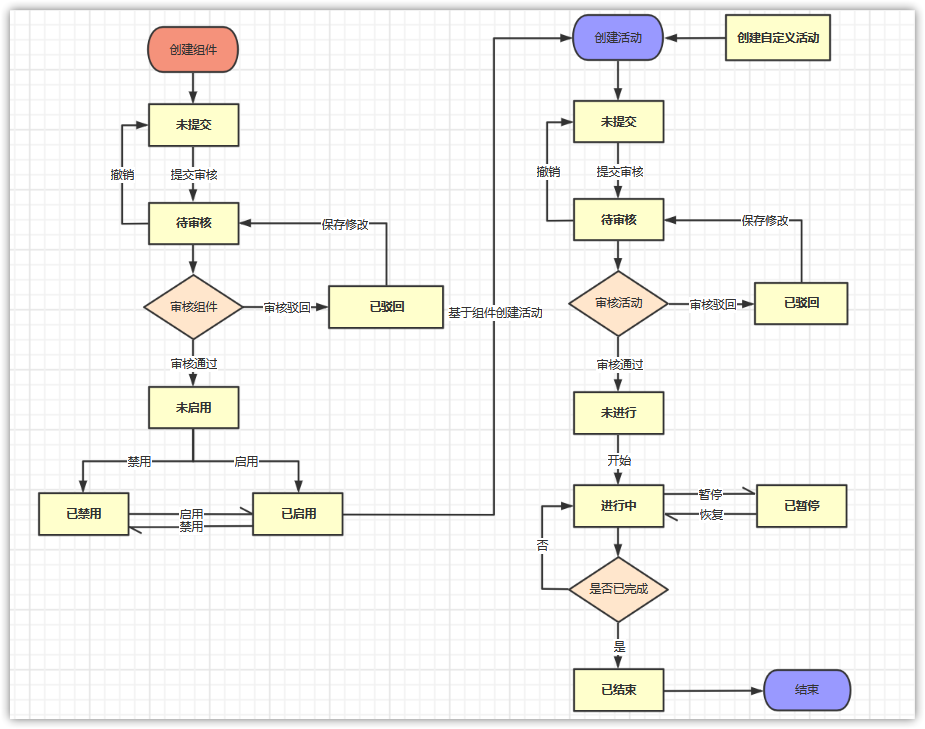 创建组件
未提交
撤销
提交审核
待审核
保存修改
审核组件
审核驳回
已驳回
审核通过
未启用
禁用
启用
已禁用
启用
禁用
已启用
基于组件创建活动
创建活动
创建自定义活动
未提交
撤销
提交审核
待审核
保存修改
审核活动
审核驳回
已驳回
审核通过
未进行
开始
进行中
暂停
恢复
已暂停
否
是否已完成
是
已结束
结束